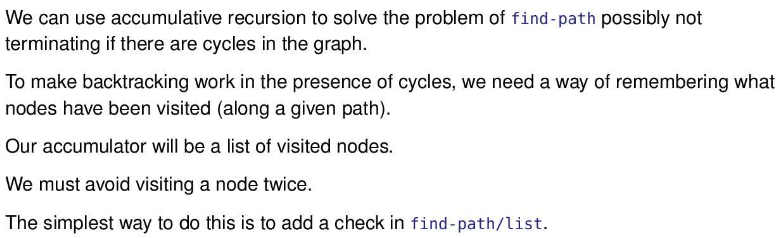 We can use accumulative recursion to solve the problem of find-path possibly not
terminating if there are cycles in the graph.
To make backtracking work in the presence of cycles, we need a way of remembering what
nodes have been visited (along a given path).
Our accumulator will be a list of visited nodes.
We must avoid visiting a node twice.
The simplest way to do this is to add a check in find-path/list.